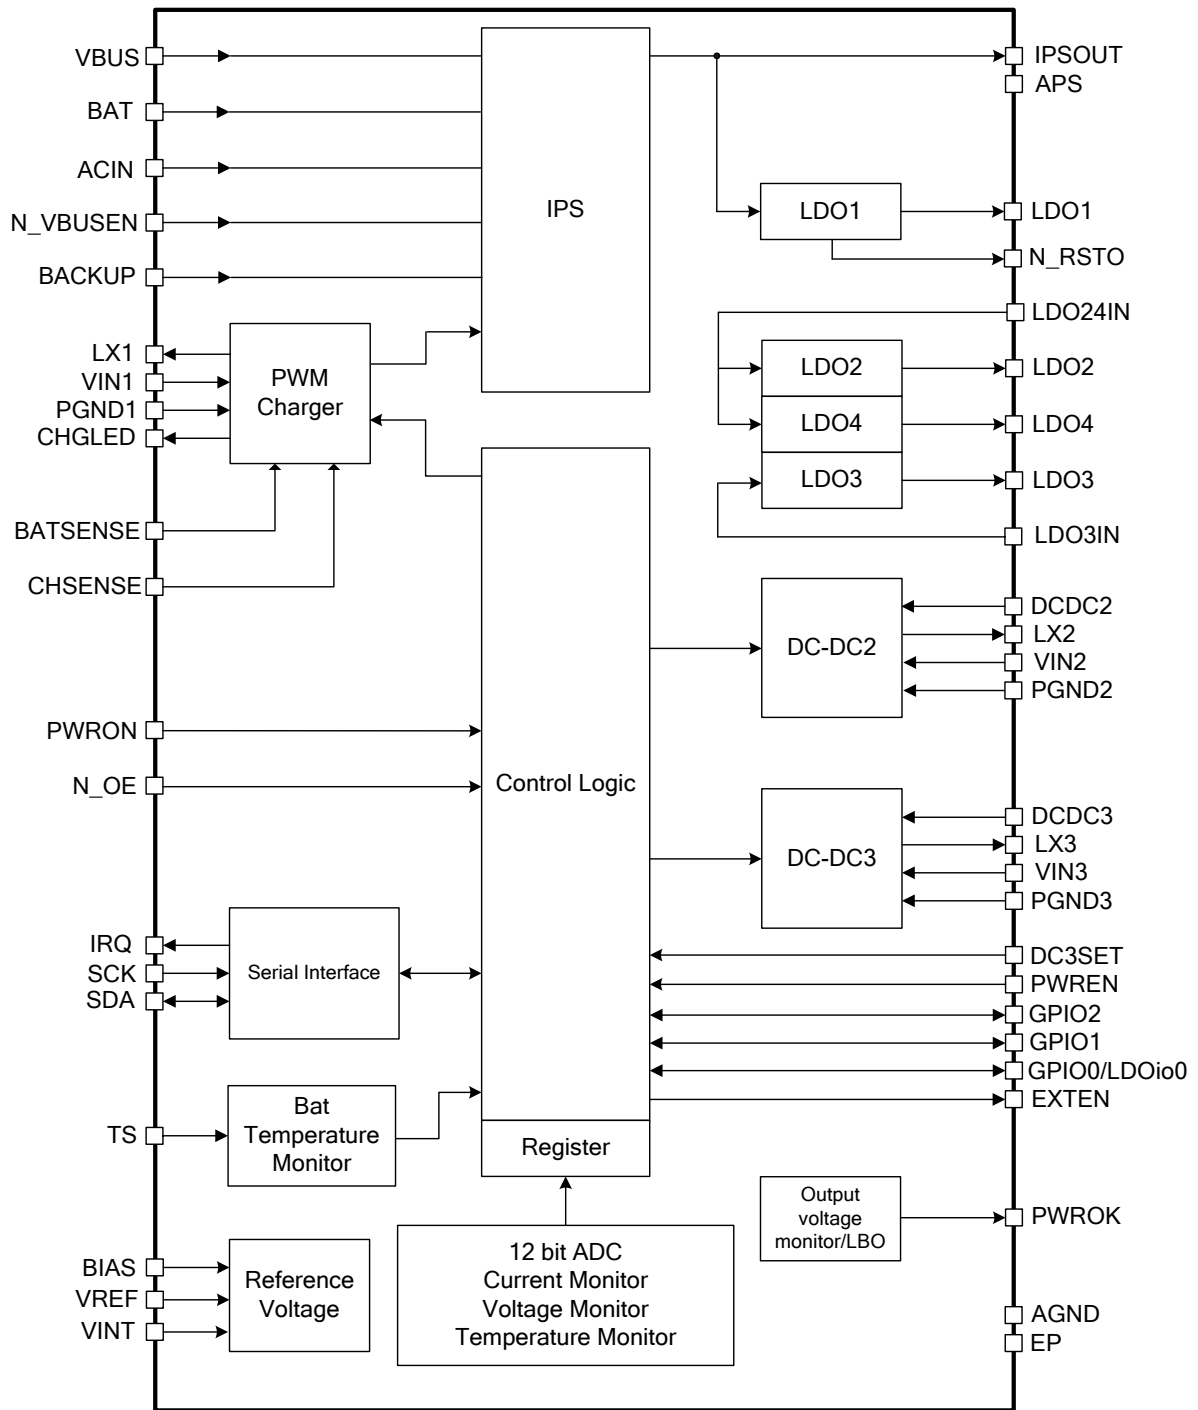 VBUS
BAT
ACIN
N_VBUSEN
BACKUP
LX1
VIN1
PGND1
CHGLED
BATSENSE
CHSENSE
PWRON
N_OE
IRQ
SCK
SDA
TS
BIAS
VREF
VINT
PWM
Charger
Serial Interface
Bat
Temperature
Monitor
Reference
Voltage
IPS
Control Logic
Register
12 bit ADC
Current Monitor
Voltage Monitor
Temperature Monitor
LDO1
LDO2
LDO4
LDO3
DC-DC2
DC-DC3
Output
voltage
monitor/LBO
IPSOUT
APS
LDO1
N_RSTO
LDO24IN
LDO2
LDO4
LDO3
LDO3IN
DCDC2
LX2
VIN2
PGND2
DCDC3
LX3
VIN3
PGND3
DC3SET
PWREN
GPIO2
GPIO1
GPIO0/LDOio0
EXTEN
PWROK
AGND
EP